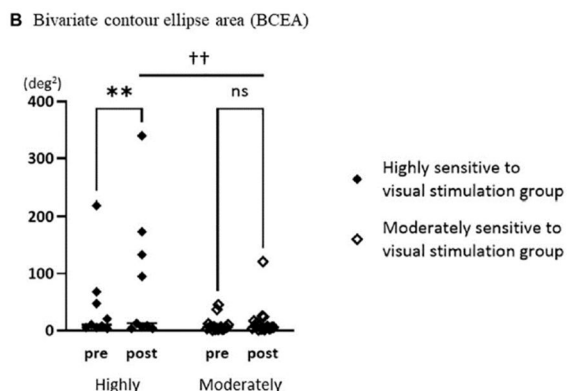 B Bivariate contour ellipse area (BCEA)
††
(deg²)
** ns
400
300
200
100
0
Highly sensitive to
visual stimulation group
Moderately sensitive to
visual stimulation group
pre post pre post
Highly Moderately